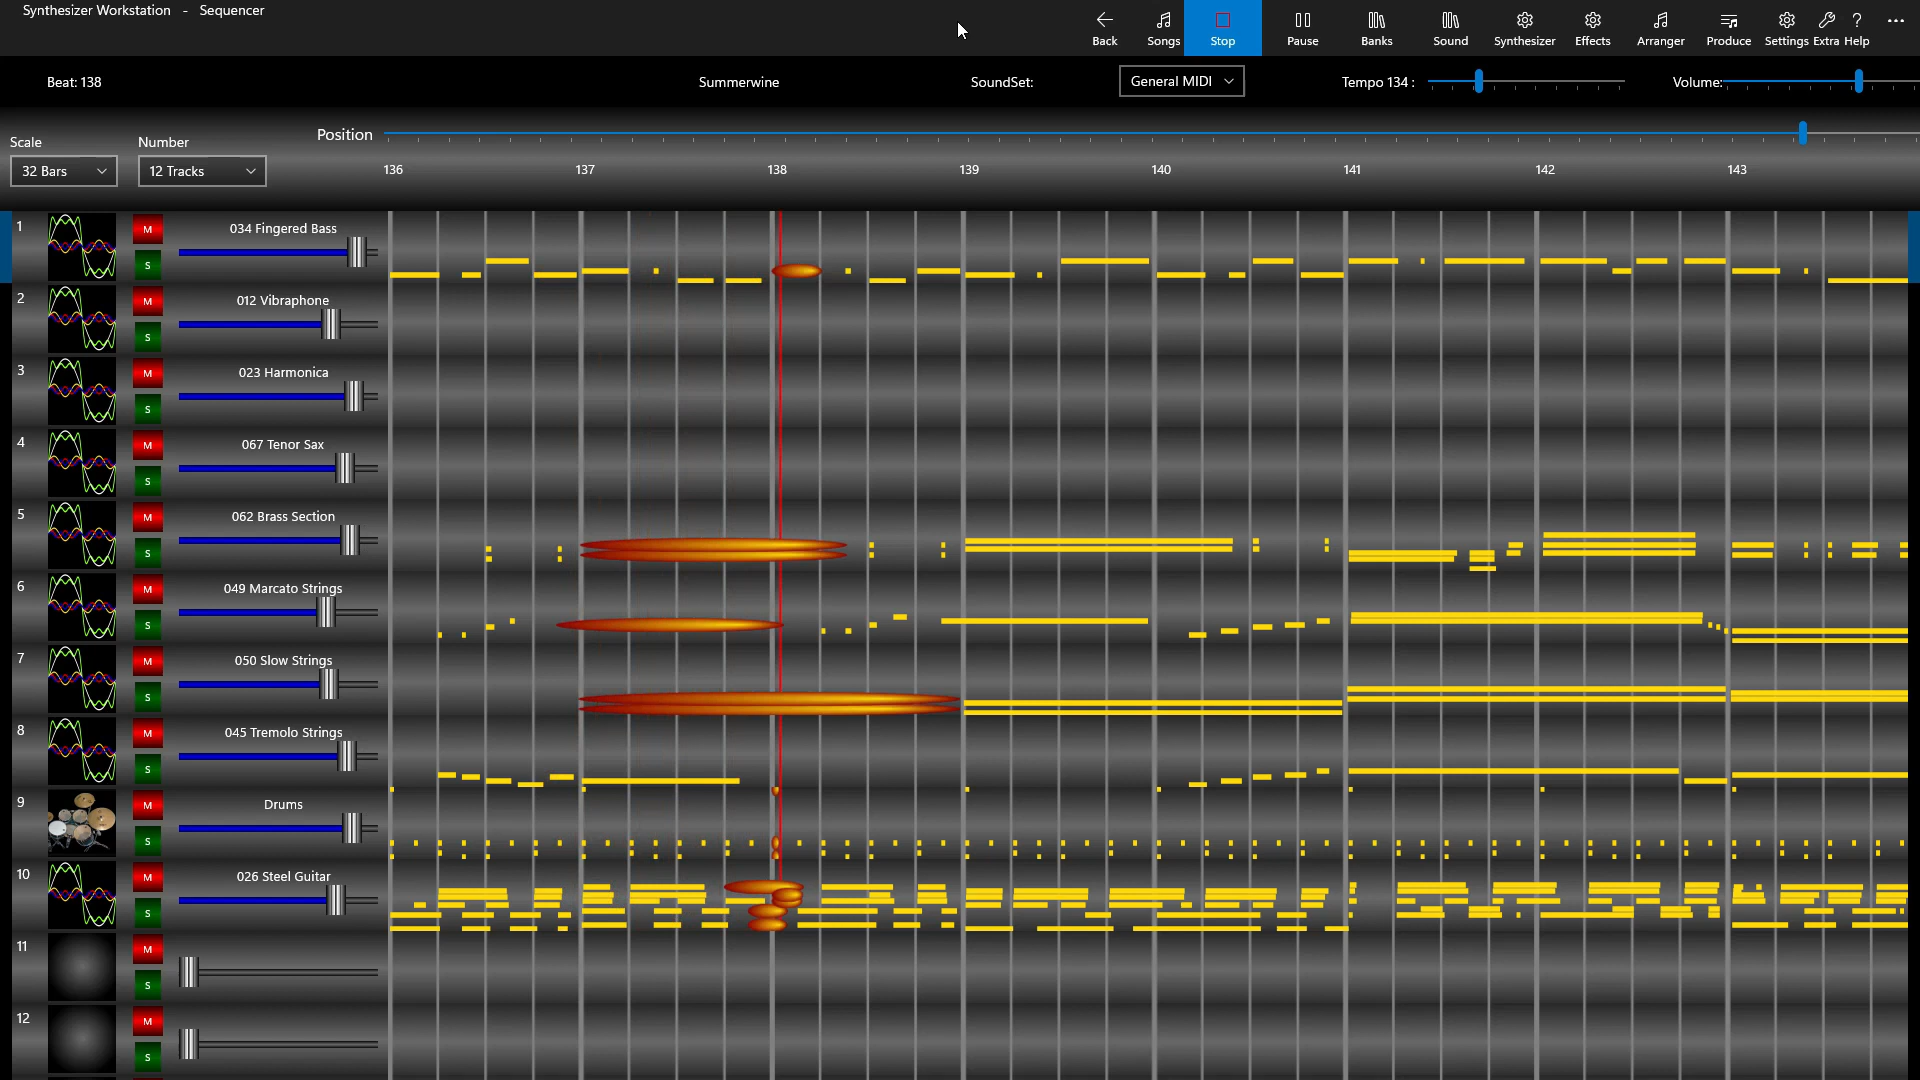 Synthesizer Workstation - Sequencer
Back
Songs
Stop
Pause
Banks
Sound
Synthesizer
Effects
Arranger
Produce
Settings
Extra
Help
Beat: 138
Summerwine
SoundSet:
General MIDI
Tempo 134 :
Volume:
Scale
Number
Position
32 Bars
12 Tracks
136 137 138 139 140 141 142 143
1
M
034 Fingered Bass
S
2
M
012 Vibraphone
S
3
M
023 Harmonica
S
4
M
067 Tenor Sax
S
5
M
062 Brass Section
S
6
M
049 Marcato Strings
S
7
M
050 Slow Strings
S
8
M
045 Tremolo Strings
S
9
M
Drums
S
10
M
026 Steel Guitar
S
11
M
S
12
M
S